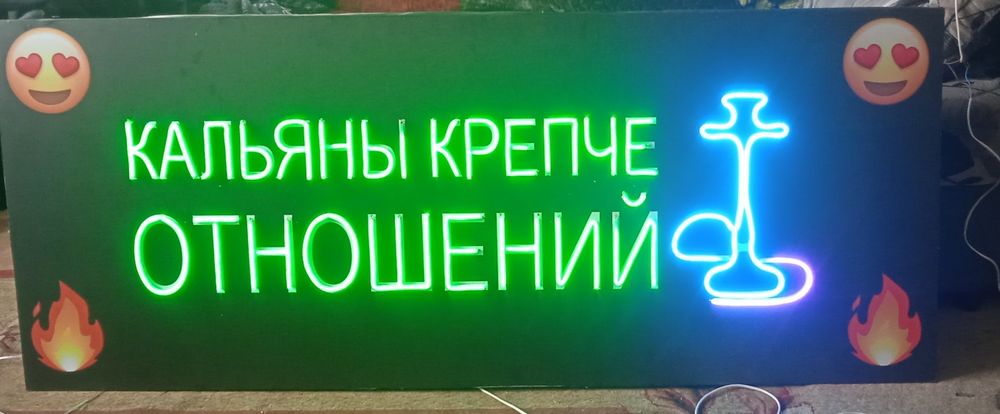 КАЛЬЯНЫ КРЕПЧЕ
ОТНОШЕНИЙ